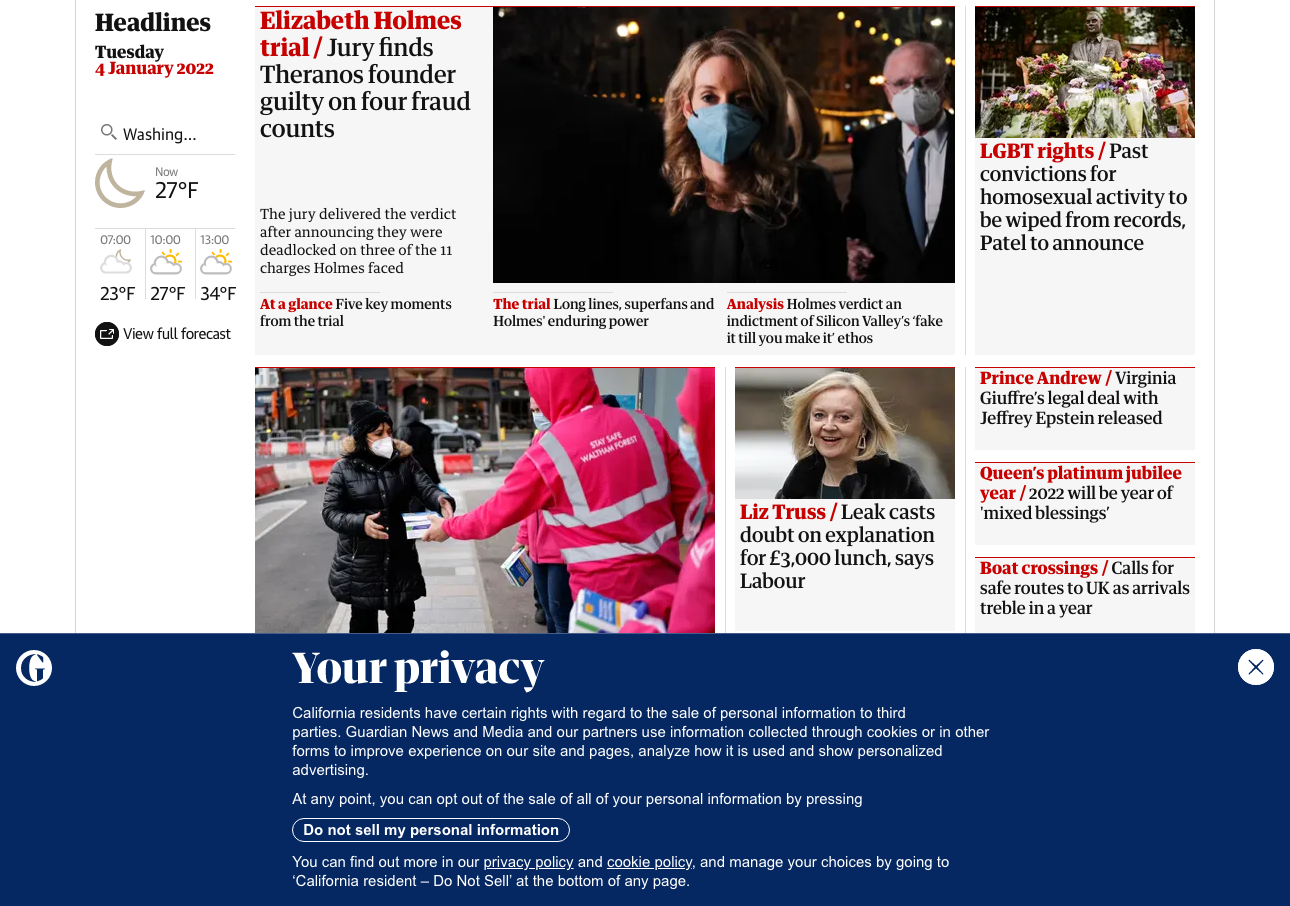 Headlines
Tuesday
4 January 2022
Washing...
Now
27°F
07:00
10:00
13:00
23°F
27°F
34°F
View full forecast
Elizabeth Holmes
trial / Jury finds
Theranos founder
guilty on four fraud
counts
The jury delivered the verdict
after announcing they were
deadlocked on three of the 11
charges Holmes faced
At a glance Five key moments
from the trial
The trial Long lines, superfans and
Holmes' enduring power
Analysis Holmes verdict an
indictment of Silicon Valley's ‘fake
it till you make it’ ethos
LGBT rights / Past
convictions for
homosexual activity to
be wiped from records,
Patel to announce
STAY SAFE
WALTHAM FOREST
Liz Truss / Leak casts
doubt on explanation
for £3,000 lunch, says
Labour
Prince Andrew / Virginia
Giuffre’s legal deal with
Jeffrey Epstein released
Queen’s platinum jubilee
year / 2022 will be year of
'mixed blessings’
Boat crossings / Calls for
safe routes to UK as arrivals
treble in a year
G
Your privacy
California residents have certain rights with regard to the sale of personal information to third
parties. Guardian News and Media and our partners use information collected through cookies or in other
forms to improve experience on our site and pages, analyze how it is used and show personalized
advertising.
At any point, you can opt out of the sale of all of your personal information by pressing
Do not sell my personal information
You can find out more in our privacy policy and cookie policy, and manage your choices by going to
‘California resident – Do Not Sell’ at the bottom of any page.